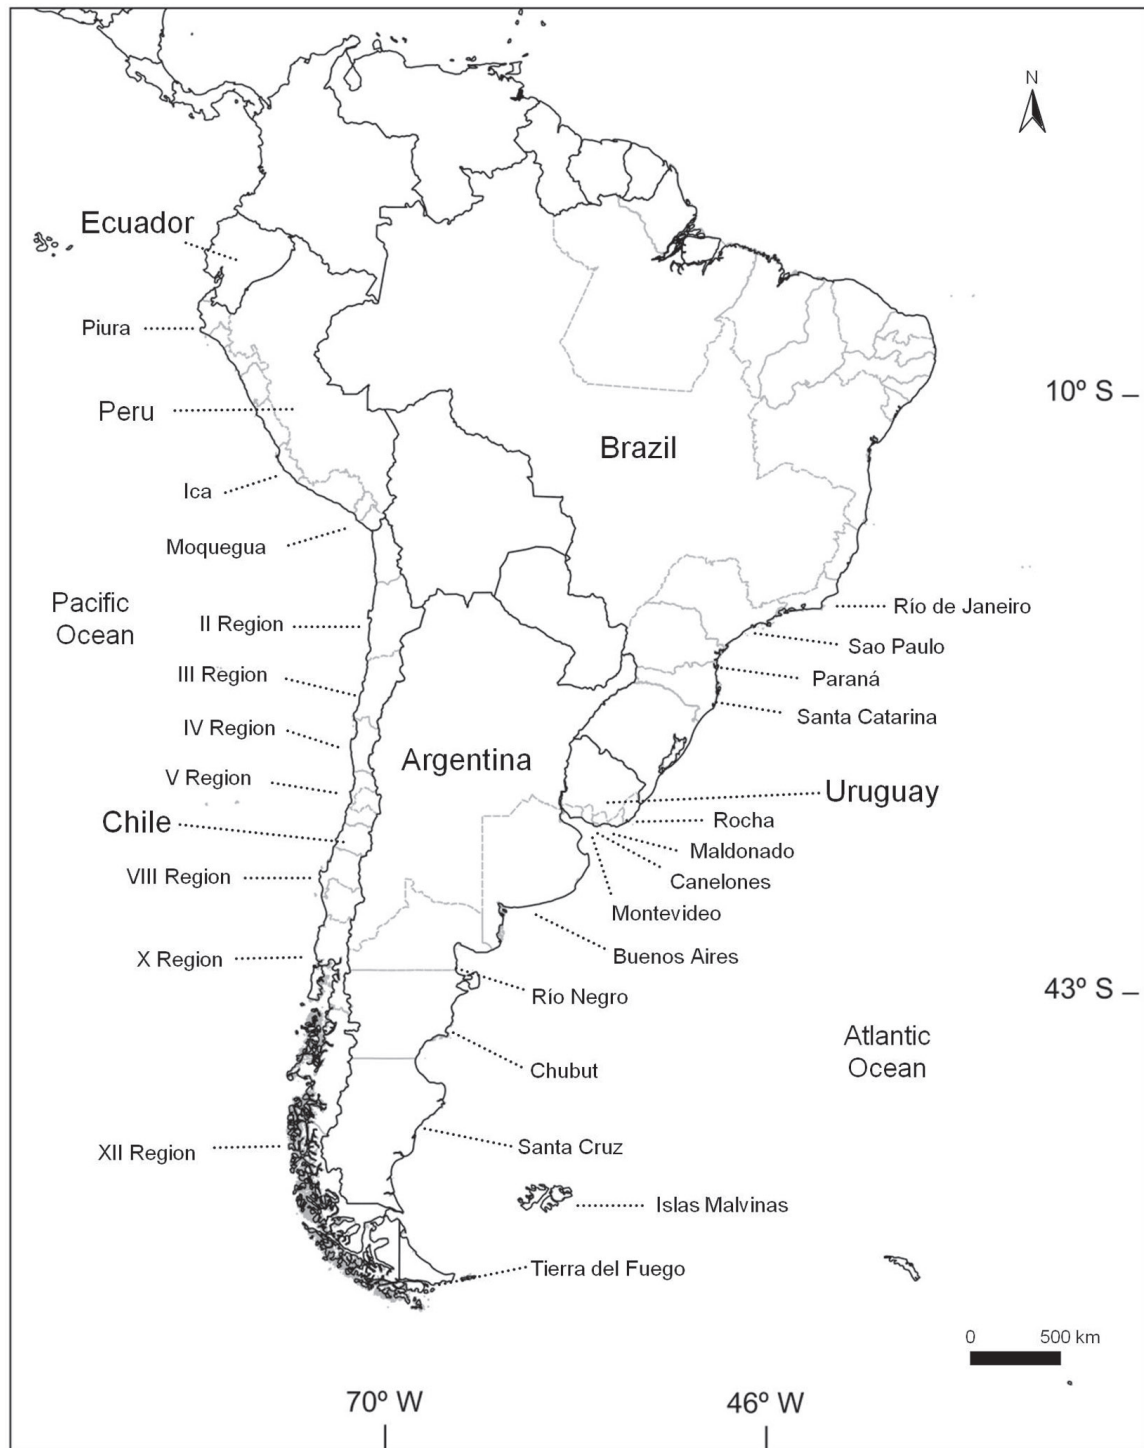 N
Ecuador
Piura
10º S
Peru
Brazil
Ica
Moquegua
Pacific
Ocean
Río de Janeiro
II Region
Sao Paulo
III Region
Paraná
Santa Catarina
IV Region
Argentina
V Region
Uruguay
Chile
Rocha
Maldonado
VIII Region
Canelones
Montevideo
X Region
Buenos Aires
43º S
Río Negro
Atlantic
Ocean
Chubut
XII Region
Santa Cruz
Islas Malvinas
Tierra del Fuego
0 500 km
70º W
46º W